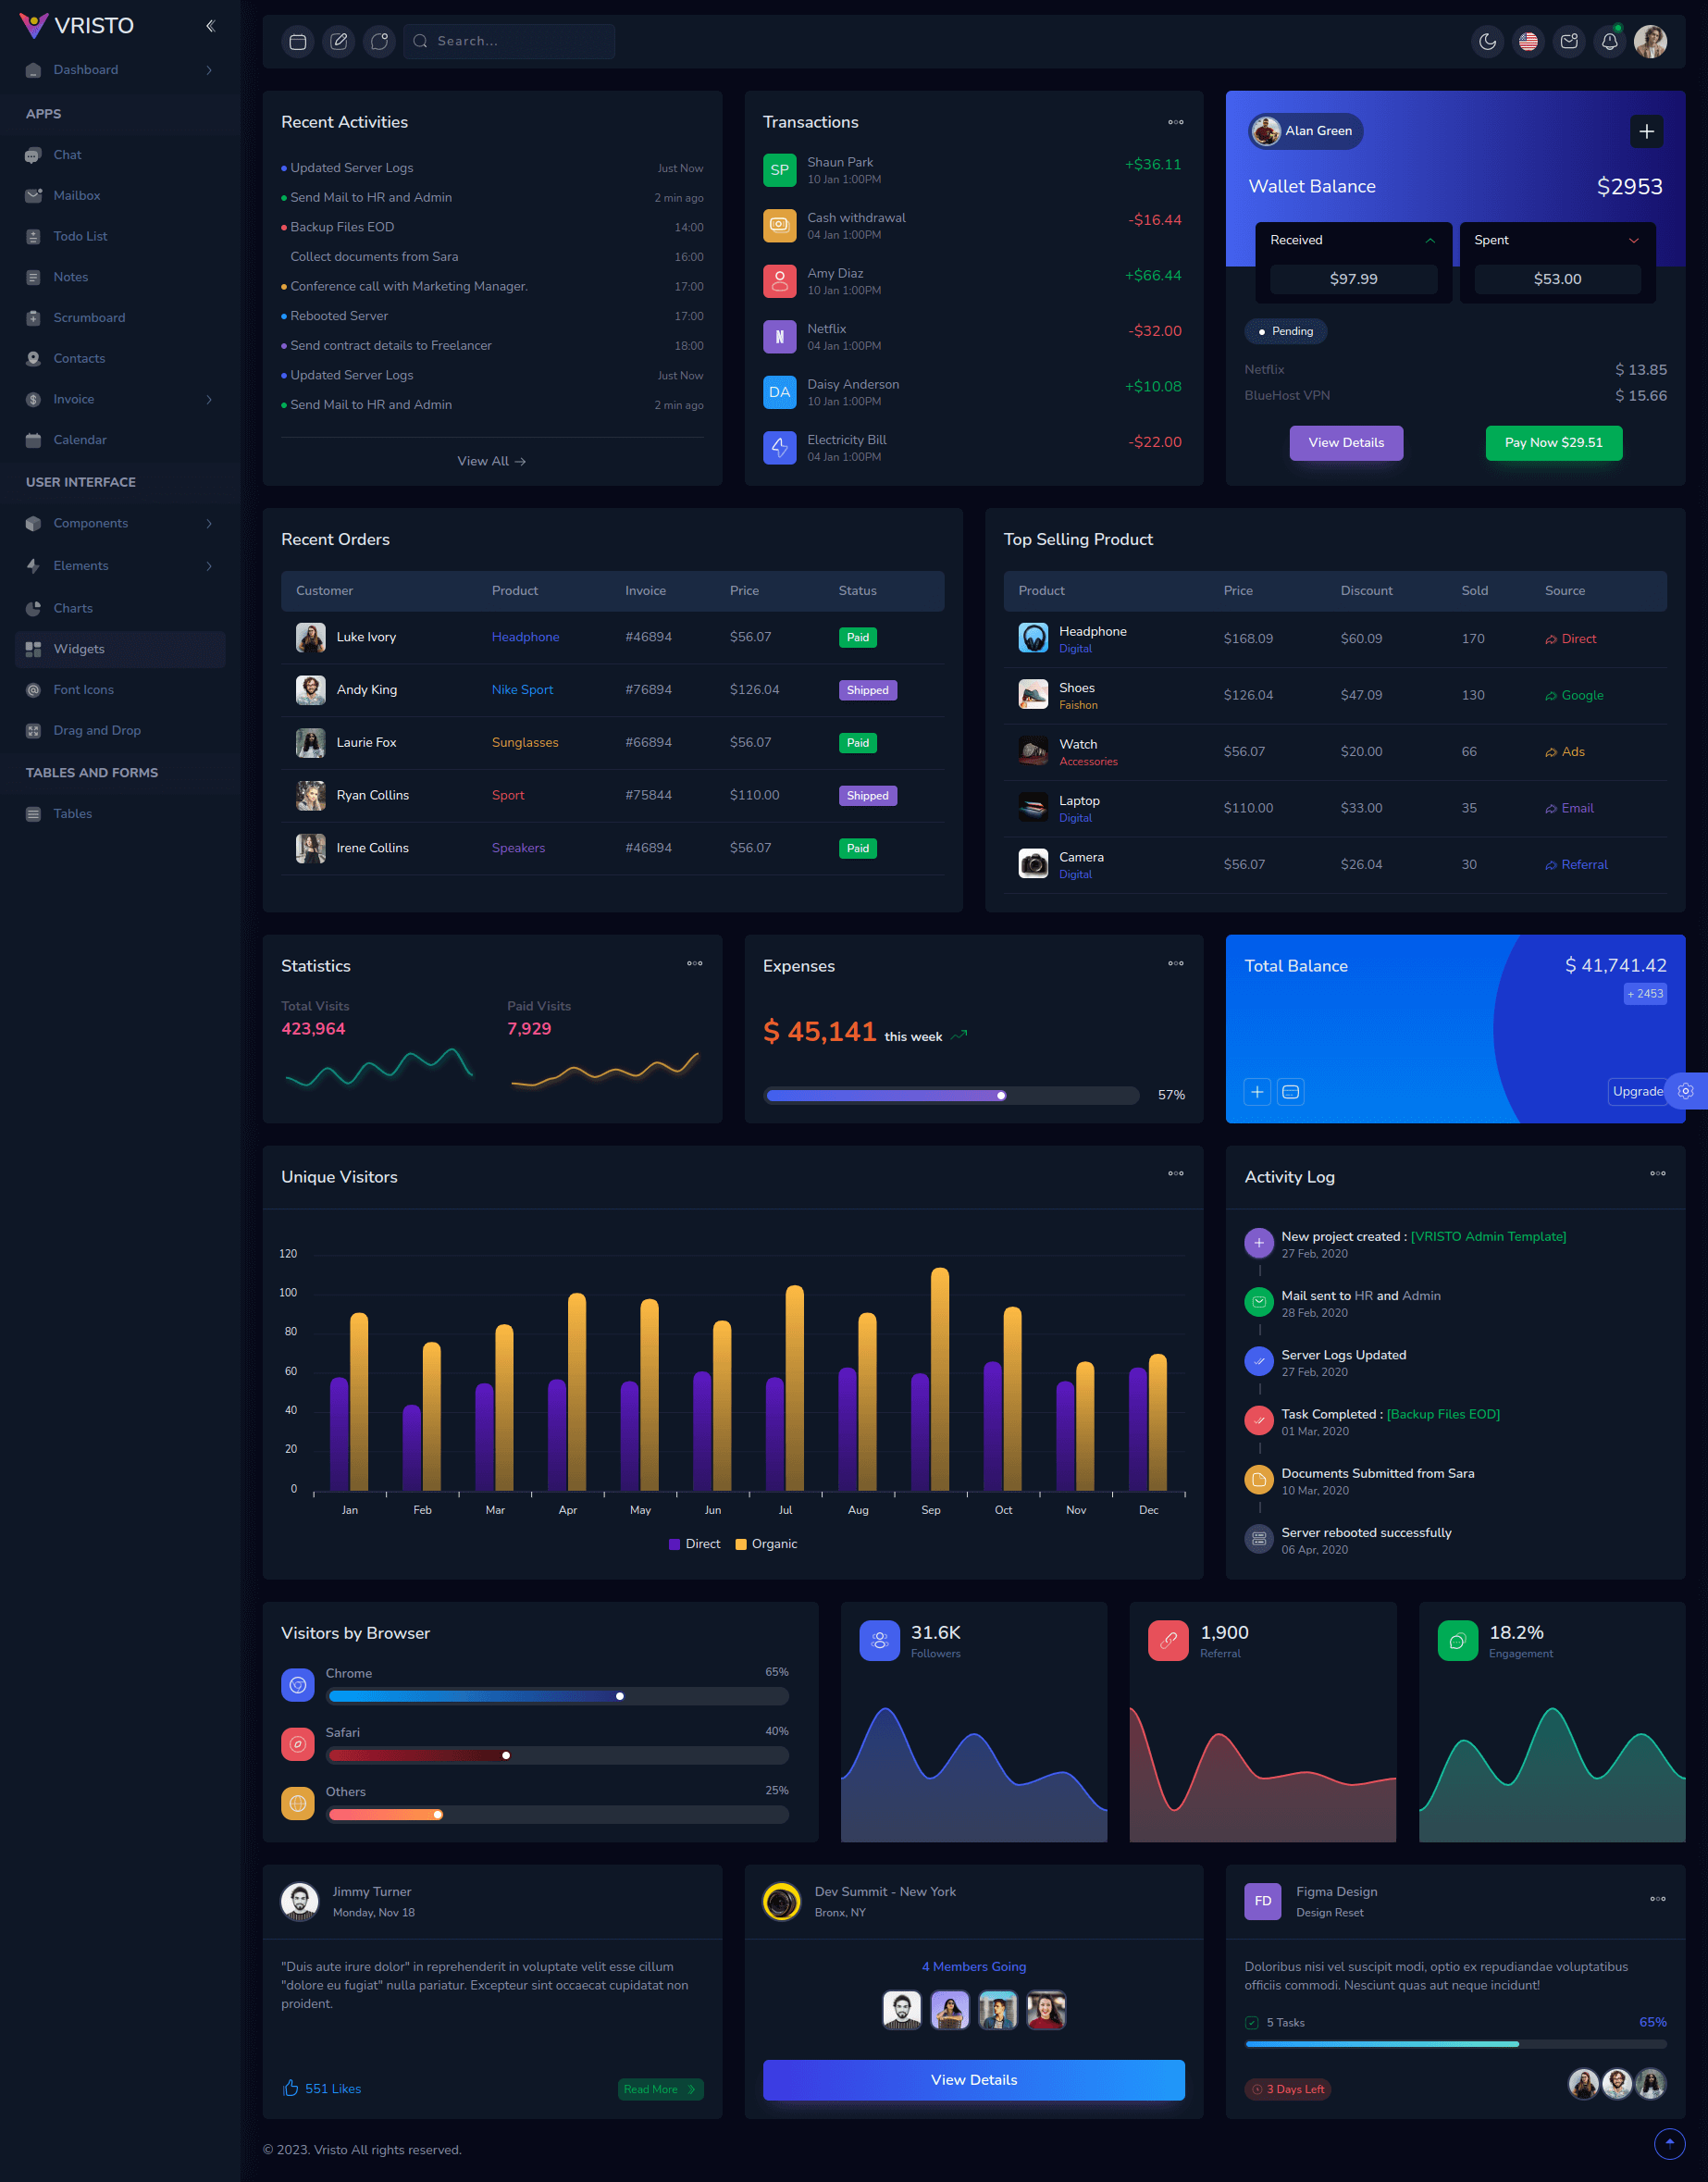 VRISTO
Dashboard
APPS
Chat
Mailbox
Todo List
Notes
Scrumboard
Contacts
Invoice
Calendar
USER INTERFACE
Components
Elements
Charts
Widgets
Font Icons
Drag and Drop
TABLES AND FORMS
Tables
Search...
Recent Activities
Updated Server Logs Just Now
Send Mail to HR and Admin 2 min ago
Backup Files EOD 14:00
Collect documents from Sara 16:00
Conference call with Marketing Manager. 17:00
Rebooted Server 17:00
Send contract details to Freelancer 18:00
Updated Server Logs Just Now
Send Mail to HR and Admin 2 min ago
View All
Transactions
SP Shaun Park +$36.11
10 Jan 1:00PM
Cash withdrawal -$16.44
04 Jan 1:00PM
Amy Diaz +$66.44
10 Jan 1:00PM
N Netflix -$32.00
04 Jan 1:00PM
DA Daisy Anderson +$10.08
10 Jan 1:00PM
Electricity Bill -$22.00
04 Jan 1:00PM
Alan Green
Wallet Balance $2953
Received Spent
$97.99 $53.00
Pending
Netflix $ 13.85
BlueHost VPN $ 15.66
View Details Pay Now $29.51
Recent Orders
Customer Product Invoice Price Status
Luke Ivory Headphone #46894 $56.07 Paid
Andy King Nike Sport #76894 $126.04 Shipped
Laurie Fox Sunglasses #66894 $56.07 Paid
Ryan Collins Sport #75844 $110.00 Shipped
Irene Collins Speakers #46894 $56.07 Paid
Top Selling Product
Product Price Discount Sold Source
Headphone $168.09 $60.09 170 Direct
Digital
Shoes $126.04 $47.09 130 Google
Faishon
Watch $56.07 $20.00 66 Ads
Accessories
Laptop $110.00 $33.00 35 Email
Digital
Camera $56.07 $26.04 30 Referral
Digital
Statistics
Total Visits Paid Visits
423,964 7,929
Expenses
$ 45,141 this week
57%
Total Balance $ 41,741.42
+ 2453
Upgrade
Unique Visitors
120
100
80
60
40
20
0
Jan Feb Mar Apr May Jun Jul Aug Sep Oct Nov Dec
Direct Organic
Activity Log
New project created : [VRISTO Admin Template]
27 Feb, 2020
Mail sent to HR and Admin
28 Feb, 2020
Server Logs Updated
27 Feb, 2020
Task Completed : [Backup Files EOD]
01 Mar, 2020
Documents Submitted from Sara
10 Mar, 2020
Server rebooted successfully
06 Apr, 2020
Visitors by Browser
Chrome 65%
Safari 40%
Others 25%
31.6K
Followers
1,900
Referral
18.2%
Engagement
Jimmy Turner
Monday, Nov 18
"Duis aute irure dolor" in reprehenderit in voluptate velit esse cillum
"dolore eu fugiat" nulla pariatur. Excepteur sint occaecat cupidatat non
proident.
551 Likes Read More
Dev Summit - New York
Bronx, NY
4 Members Going
View Details
FD Figma Design
Design Reset
Doloribus nisi vel suscipit modi, optio ex repudiandae voluptatibus
officiis commodi. Nesciunt quas aut neque incidunt!
5 Tasks 65%
3 Days Left
© 2023. Vristo All rights reserved.